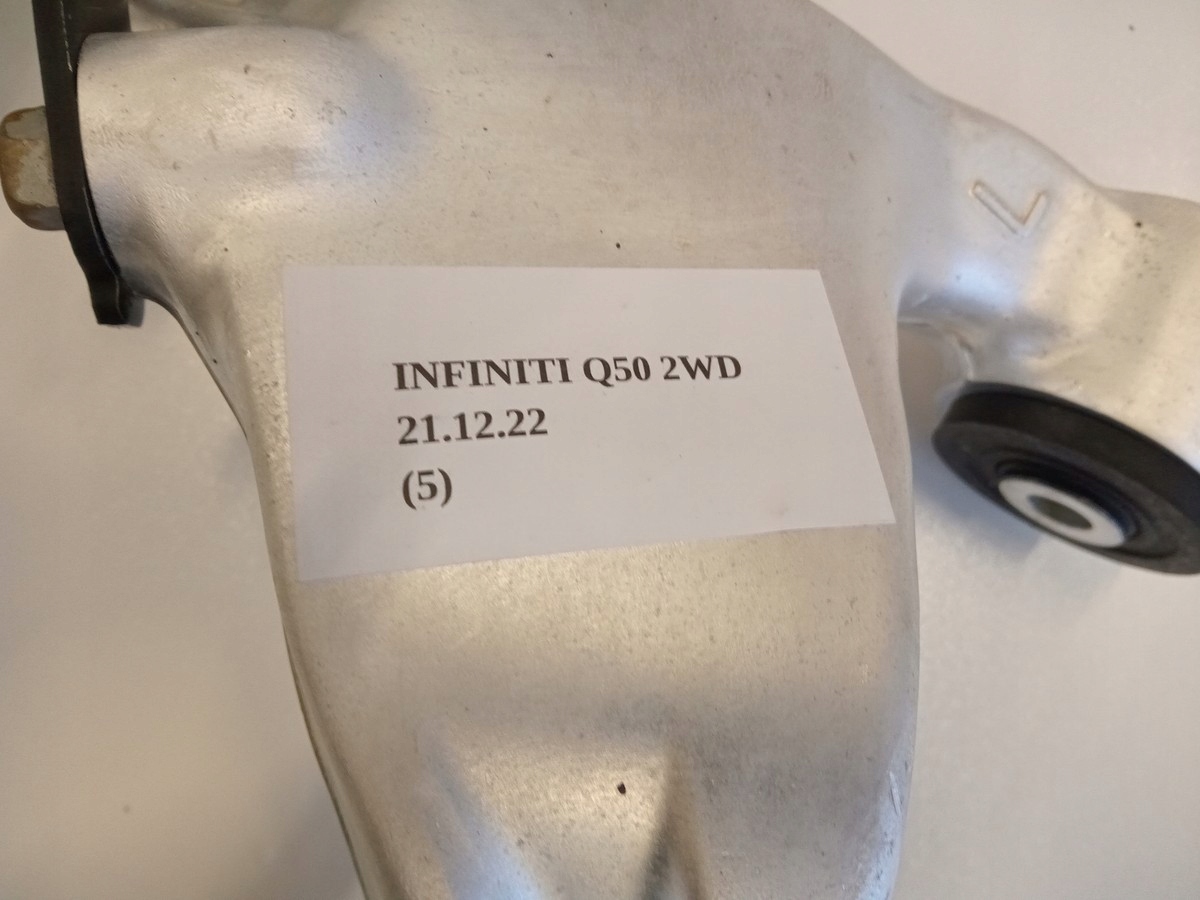 L
INFINITI Q50 2WD
21.12.22
(5)